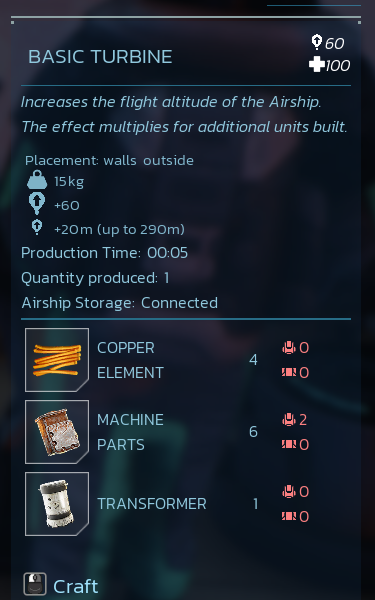 BASIC TURBINE
60
100
Increases the flight altitude of the Airship.
The effect multiplies for additional units built.
Placement: walls outside
15kg
+60
+20m (up to 290m)
Production Time: 00:05
Quantity produced: 1
Airship Storage: Connected
COPPER
ELEMENT
4
0
0
MACHINE
PARTS
6
2
0
TRANSFORMER
1
0
0
Craft